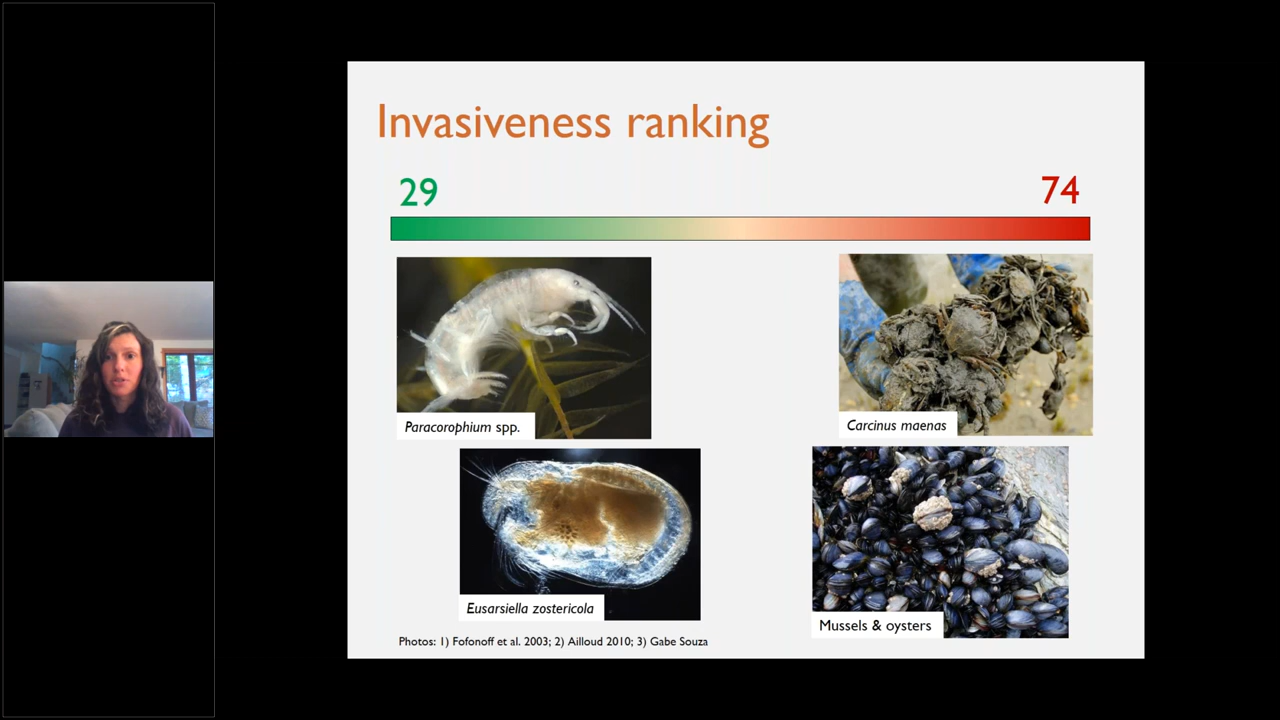 Invasiveness ranking
29
74
Paracorophium spp.
Carcinus maenas
Eusarsiella zostericola
Mussels & oysters
Photos: 1) Fofonoff et al. 2003; 2) Ailloud 2010; 3) Gabe Souza